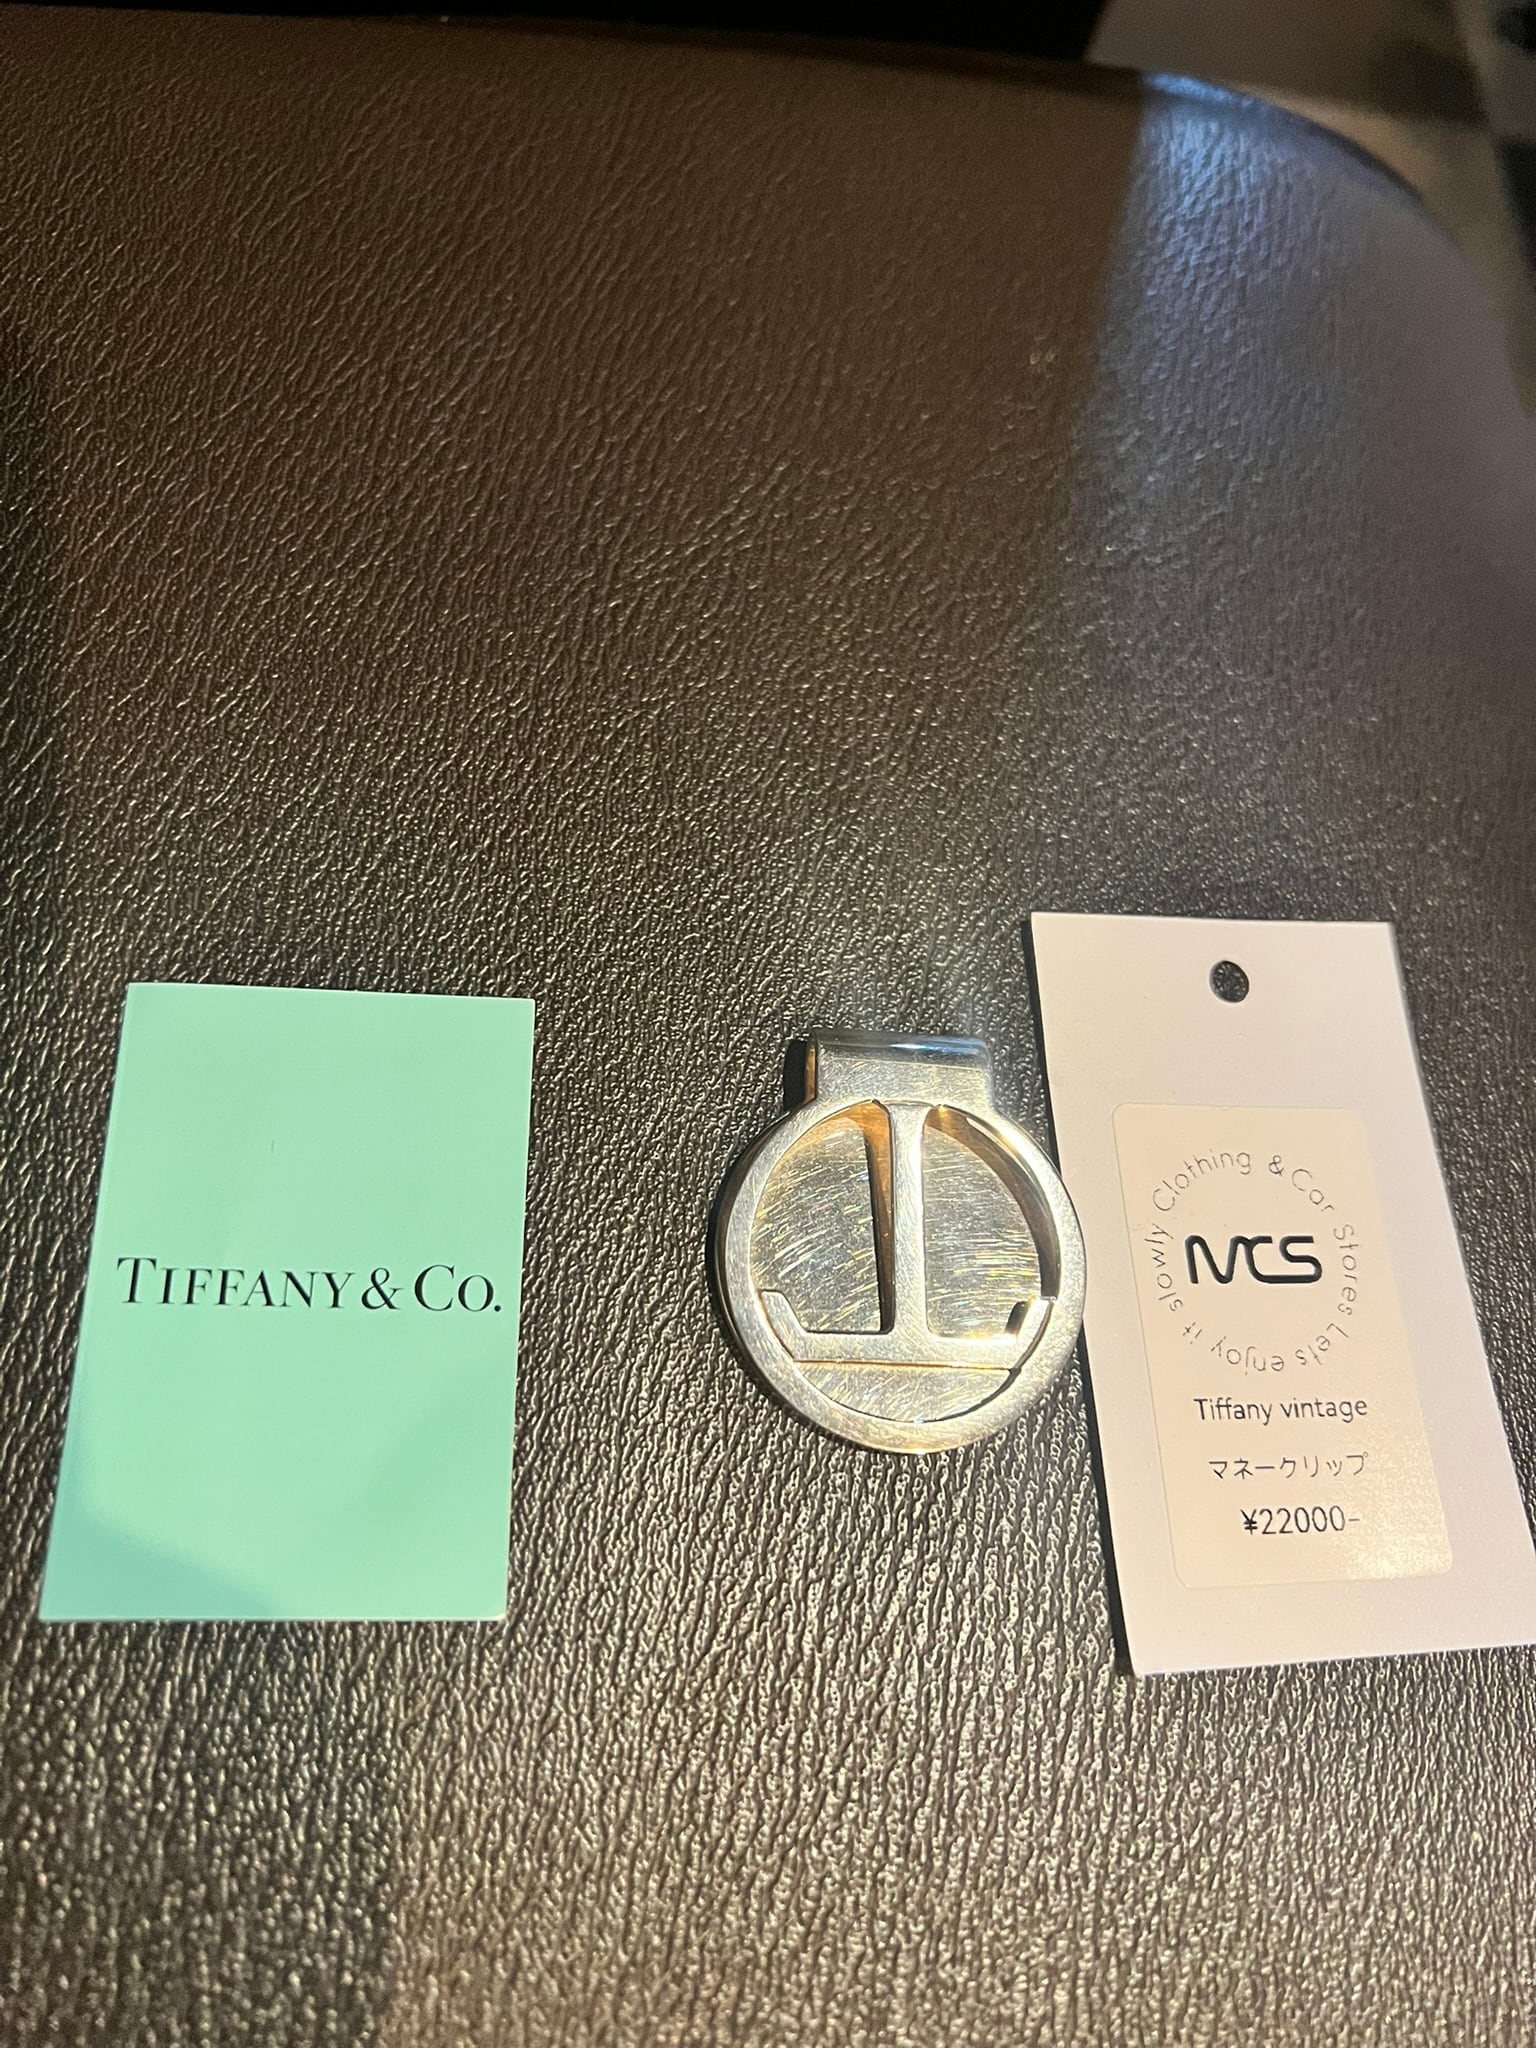 TIFFANY & CO.
slowly Clothing & Car Stores Let's enjoy it
MCS
Tiffany vintage
マネークリップ
¥22000-